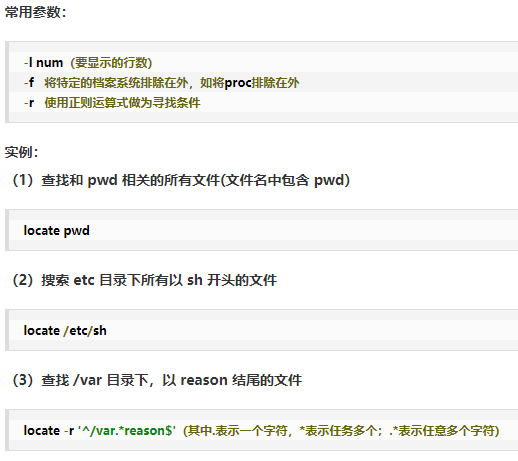 常用参数：
-l num（要显示的行数）
-f 将特定的档案系统排除在外，如将proc排除在外
-r 使用正则运算式做为寻找条件
实例：
（1）查找和 pwd 相关的所有文件(文件名中包含 pwd）
locate pwd
（2）搜索 etc 目录下所有以 sh 开头的文件
locate /etc/sh
（3）查找 /var 目录下，以 reason 结尾的文件
locate -r '^/var.*reason$'（其中.表示一个字符，*表示任务多个；.*表示任意多个字符）